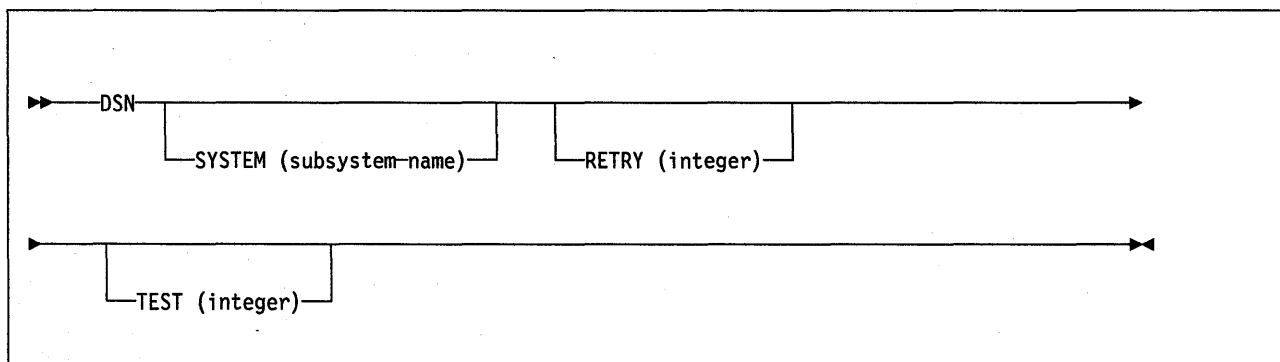 DSN
SYSTEM (subsystem-name)
RETRY (integer)
TEST (integer)